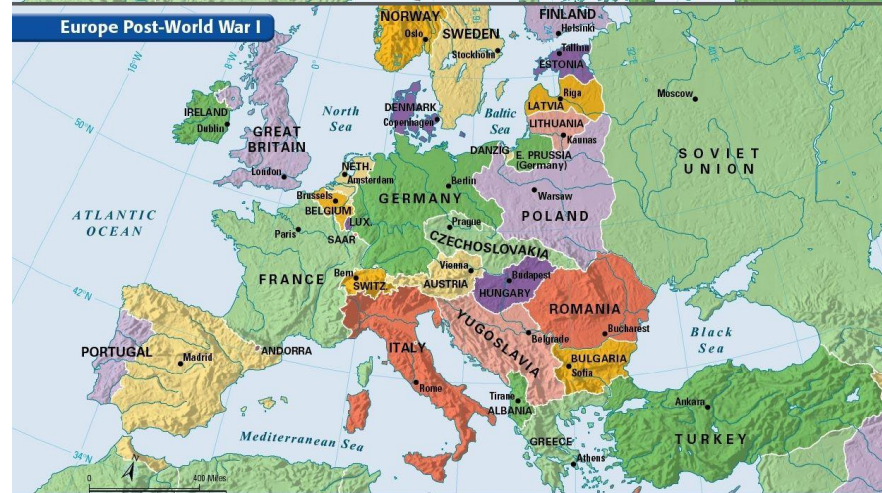 Europe Post-World War I
NORWAY
Oslo
SWEDEN
Stockholm
FINLAND
Helsinki
Tallinn
ESTONIA
Riga
LATVIA
LITHUANIA
Kaunas
Moscow
SOVIET
UNION
8°W
0°
16°E
32°E
40°E
48°E
50°N
42°N
34°N
IRELAND
Dublin
GREAT
BRITAIN
London
North
Sea
DENMARK
Copenhagen
Baltic
Sea
DANZIG
E. PRUSSIA
(Germany)
NETH.
Amsterdam
Berlin
GERMANY
Warsaw
POLAND
Brussels
BELGIUM
LUX.
SAAR
Paris
Prague
CZECHOSLOVAKIA
ATLANTIC
OCEAN
FRANCE
Bern
SWITZ.
Vienna
AUSTRIA
Budapest
HUNGARY
ROMANIA
Bucharest
YUGOSLAVIA
Belgrade
Black
Sea
PORTUGAL
Madrid
ANDORRA
ITALY
Rome
BULGARIA
Sofia
Tirane
ALBANIA
GREECE
Athens
Ankara
TURKEY
Mediterranean Sea
N
0
400 Miles